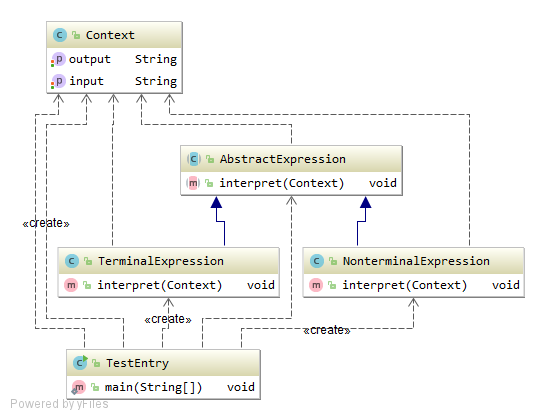 Context
output String
input String
AbstractExpression
interpret(Context) void
«create»
TerminalExpression
interpret(Context) void
NonterminalExpression
interpret(Context) void
«create»
«create»
TestEntry
main(String[]) void
Powered by yFiles